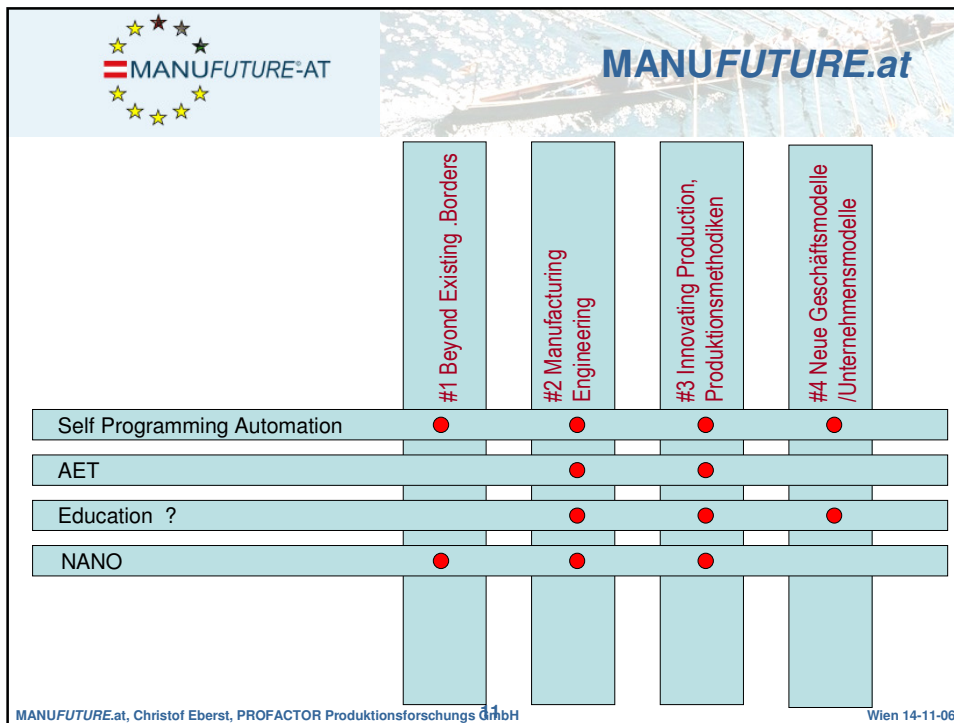 MANUFUTURE®-AT
MANUFUTURE.at
#1 Beyond Existing .Borders
#2 Manufacturing
Engineering
#3 Innovating Production,
Produktionsmethodiken
#4 Neue Geschäftsmodelle
/Unternehmensmodelle
Self Programming Automation
AET
Education ?
NANO
MANUFUTURE.at, Christof Eberst, PROFACTOR Produktionsforschungs GmbH
11
Wien 14-11-06